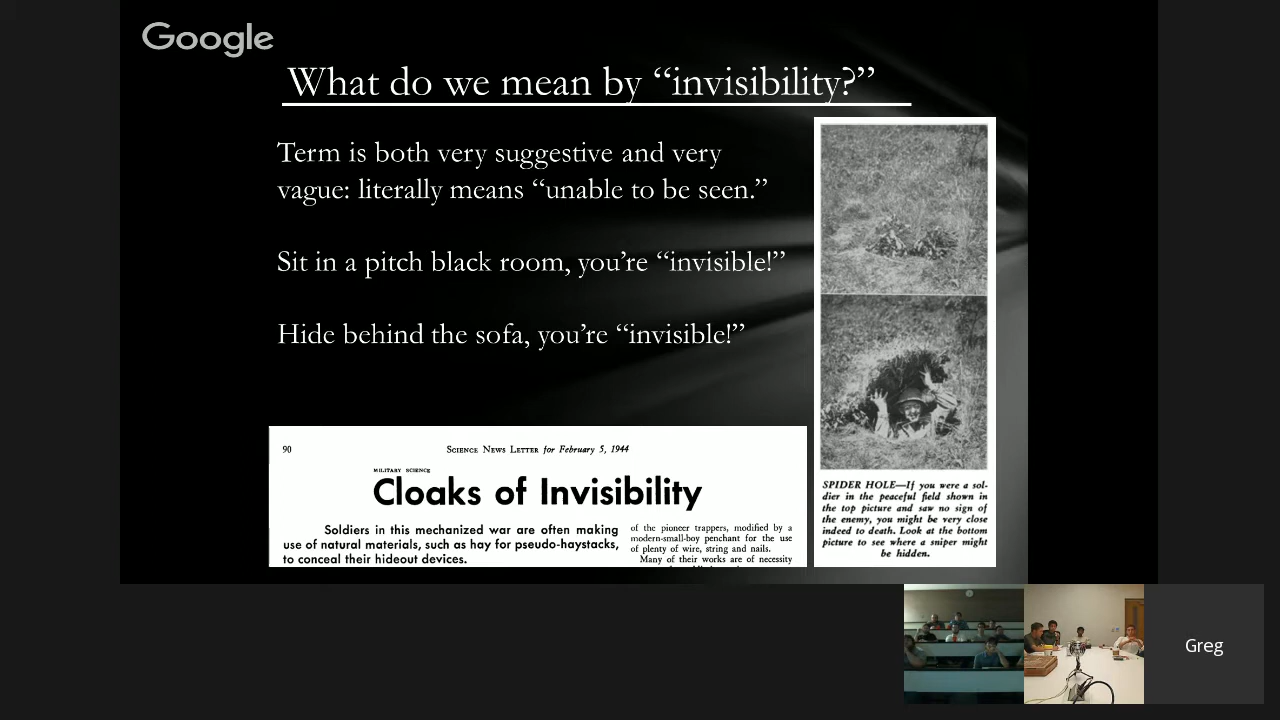 Google
What do we mean by “invisibility?”
Term is both very suggestive and very
vague: literally means “unable to be seen.”
Sit in a pitch black room, you’re “invisible!”
Hide behind the sofa, you’re “invisible!”
90
SCIENCE NEWS LETTER for February 5, 1944
MILITARY SCIENCE
Cloaks of Invisibility
Soldiers in this mechanized war are often making
use of natural materials, such as hay for pseudo-haystacks,
to conceal their hideout devices.
of the pioneer trappers, modified by a
modern-small-boy penchant for the use
of plenty of wire, string and nails.
Many of their works are of necessity
SPIDER HOLE—If you were a sol-
dier in the peaceful field shown in
the top picture and saw no sign of
the enemy, you might be very close
indeed to death. Look at the bottom
picture to see where a sniper might
be hidden.
Greg